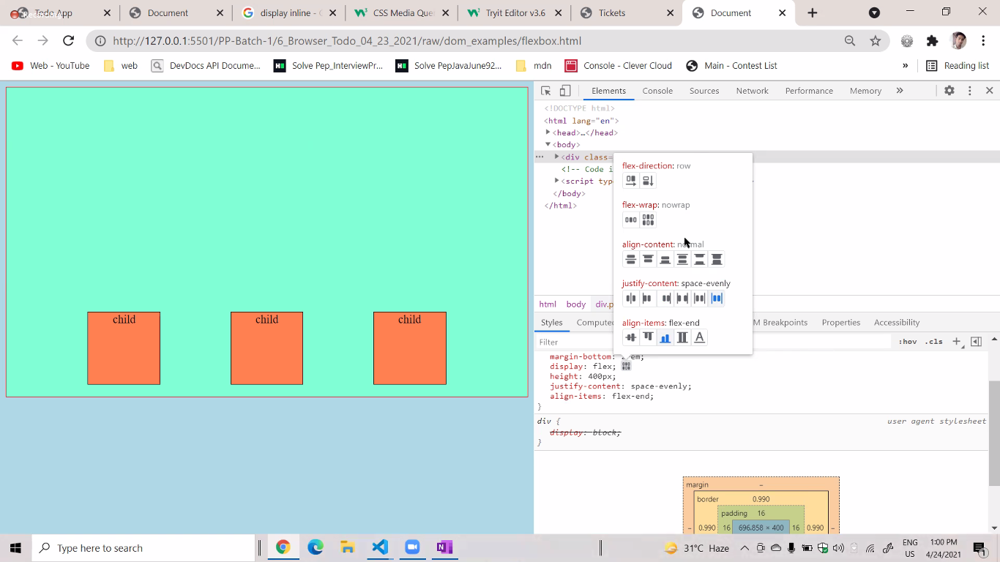 Todo App
Document
display inline - G
CSS Media Que
Tryit Editor v3.6
Tickets
Document
http://127.0.0.1:5501/PP-Batch-1/6_Browser_Todo_04_23_2021/raw/dom_examples/flexbox.html
Web - YouTube
web
DevDocs API Docume...
Solve Pep_InterviewPr...
Solve PepJavaJune92...
mdn
Console - Clever Cloud
Main - Contest List
»
Reading list
Elements
Console
Sources
Network
Performance
Memory
»
<!DOCTYPE html>
<html lang="en">
<head>…</head>
<body>
<div class=
<!-- Code i
<script typ
</body>
</html>
flex-direction: row
flex-wrap: nowrap
align-content: normal
justify-content: space-evenly
align-items: flex-end
A
html
body
div.p
Styles
Compute
M Breakpoints
Properties
Accessibility
Filter
:hov
.cls
margin-bottom: 2em;
display: flex;
height: 400px;
justify-content: space-evenly;
align-items: flex-end;
}
div {
user agent stylesheet
display: block;
}
margin
–
border
0.990
padding
16
–
0.990
16
696.858 × 400
16
0.990
–
child
child
child
Type here to search
31°C Haze
ENG
US
1:00 PM
4/24/2021
1